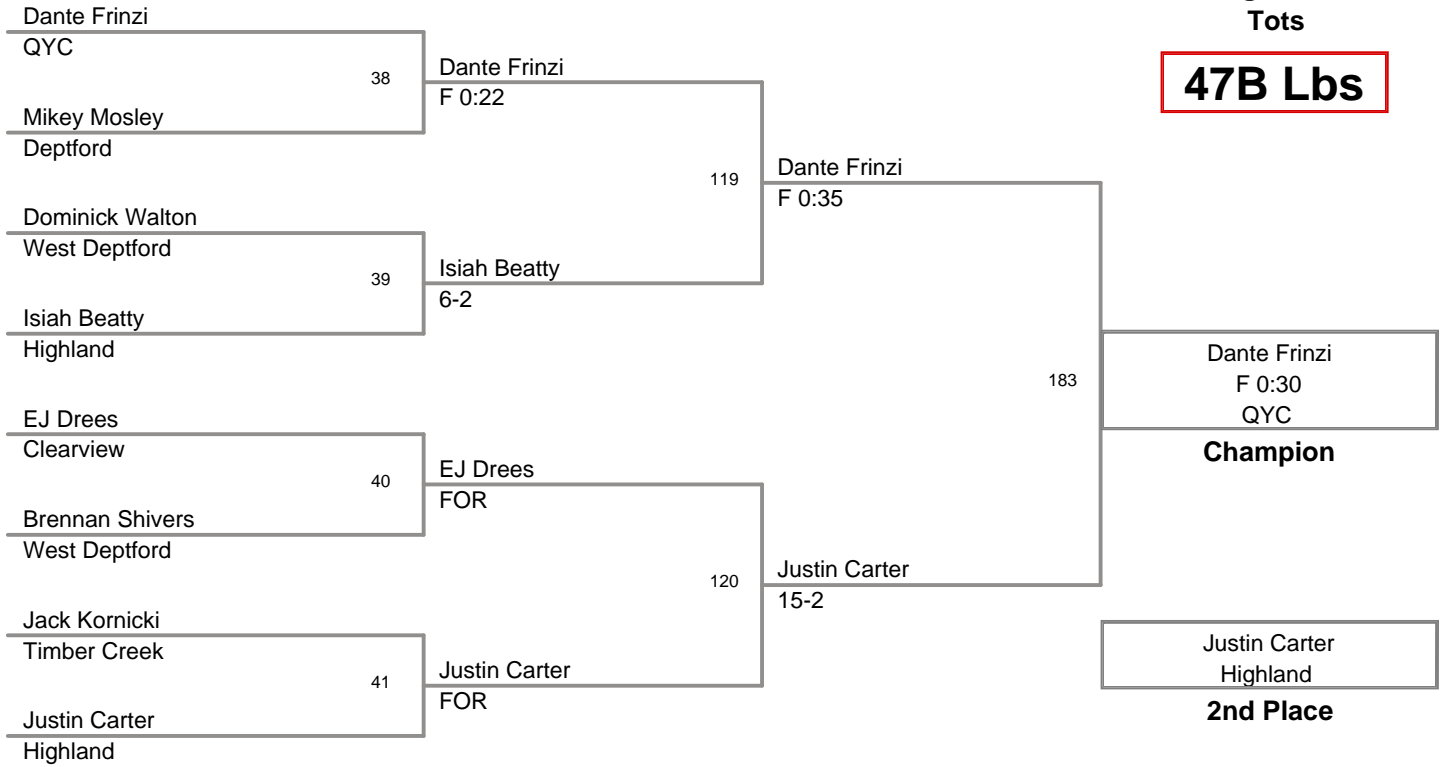 Tots
47B Lbs
Dante Frinzi
QYC
38
Mikey Mosley
Deptford
Dante Frinzi
F 0:22
Dominick Walton
West Deptford
39
Isiah Beatty
Highland
Isiah Beatty
6-2
119
Dante Frinzi
F 0:35
EJ Drees
Clearview
40
Brennan Shivers
West Deptford
EJ Drees
FOR
Jack Kornicki
Timber Creek
41
Justin Carter
Highland
Justin Carter
FOR
120
Justin Carter
15-2
183
Dante Frinzi
F 0:30
QYC
Champion
Justin Carter
Highland
2nd Place